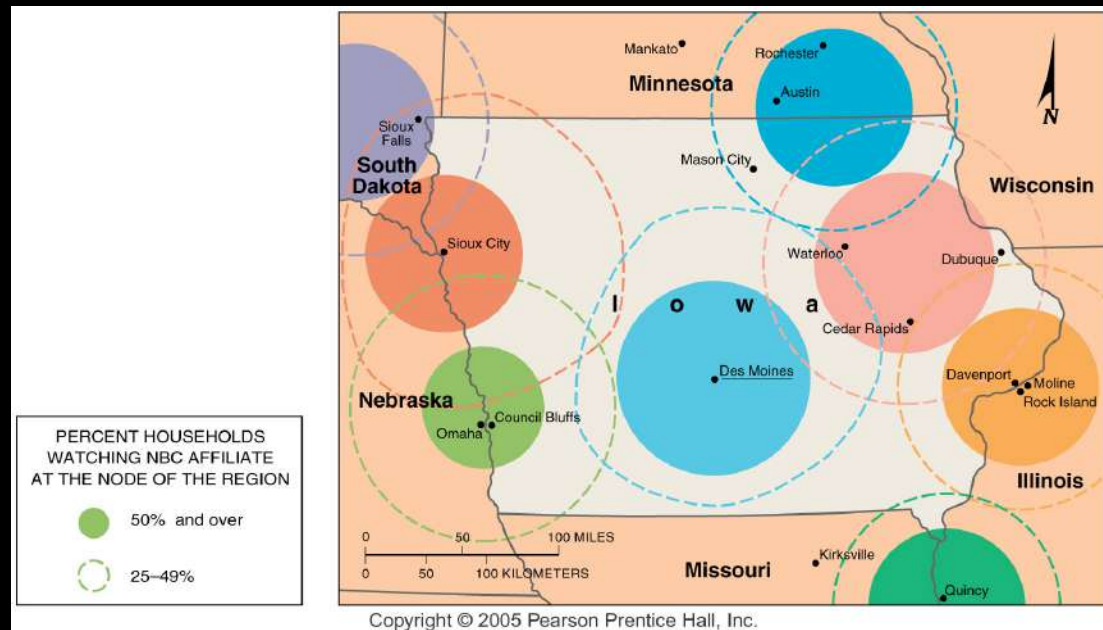 Mankato
Rochester
Minnesota
Austin
N
Sioux
Falls
Mason City
South
Dakota
Wisconsin
Sioux City
Waterloo
Dubuque
I o w a
Cedar Rapids
Des Moines
Davenport
Moline
Rock Island
Nebraska
Council Bluffs
Omaha
Illinois
0 50 100 MILES
0 50 100 KILOMETERS
Kirksville
Missouri
Quincy
PERCENT HOUSEHOLDS
WATCHING NBC AFFILIATE
AT THE NODE OF THE REGION
50% and over
25–49%
Copyright © 2005 Pearson Prentice Hall, Inc.